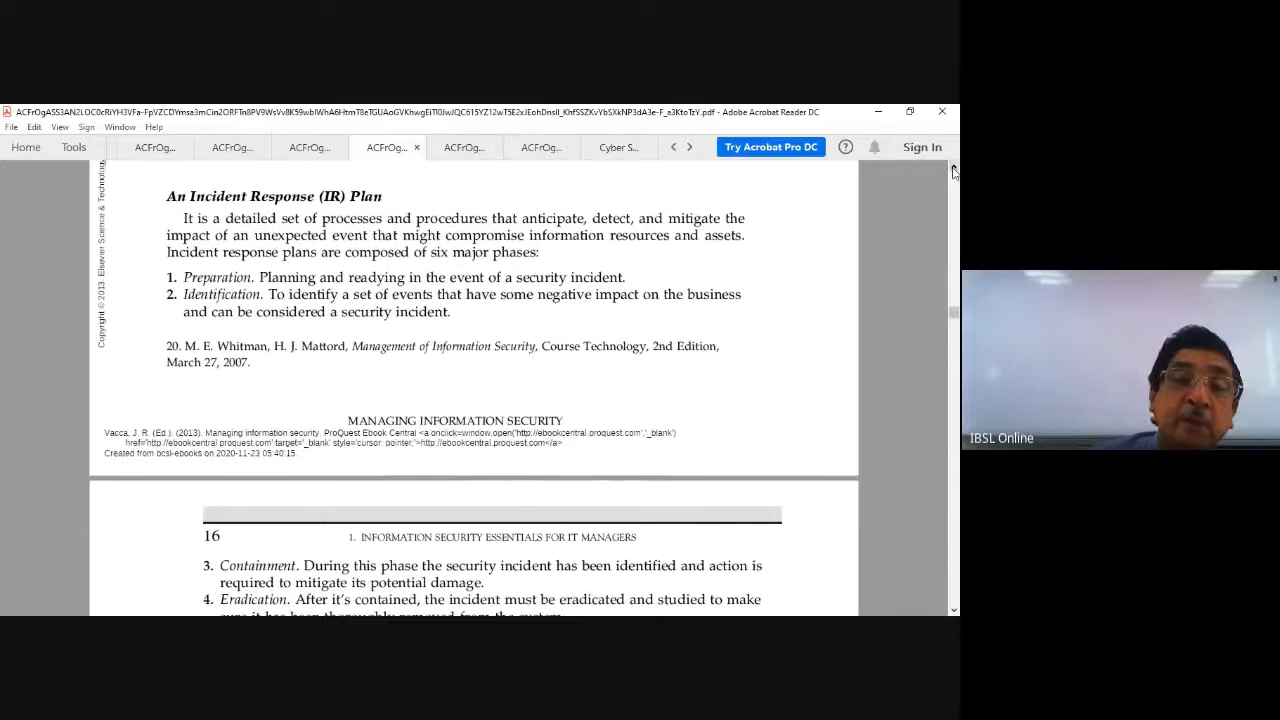 ACFrOgASS3AN2LOC0cRiYH3VFa-FpVZCDYmsa3mCin2ORFTn8PV9WsVv8K59wbIWhA6HtmT8eTGUAoGVKhwgEiTl0JwJQC615YZ12wT5E2xJEohDnslI_KhfSSZKvYbSXkNP3dA3e-F_a3KtoTzY.pdf - Adobe Acrobat Reader DC
File Edit View Sign Window Help
Home Tools ACFrOg... ACFrOg... ACFrOg... ACFrOg... × ACFrOg... ACFrOg... Cyber S... Try Acrobat Pro DC Sign In
Copyright © 2013. Elsevier Science & Technology
An Incident Response (IR) Plan
It is a detailed set of processes and procedures that anticipate, detect, and mitigate the
impact of an unexpected event that might compromise information resources and assets.
Incident response plans are composed of six major phases:
1. Preparation. Planning and readying in the event of a security incident.
2. Identification. To identify a set of events that have some negative impact on the business
and can be considered a security incident.
20. M. E. Whitman, H. J. Mattord, Management of Information Security, Course Technology, 2nd Edition,
March 27, 2007.
MANAGING INFORMATION SECURITY
Vacca, J. R. (Ed.). (2013). Managing information security. ProQuest Ebook Central <a onclick=window.open('http://ebookcentral.proquest.com','_blank')
href='http://ebookcentral.proquest.com' target='_blank' style='cursor: pointer;'>http://ebookcentral.proquest.com</a>
Created from bcsl-ebooks on 2020-11-23 05:40:15.
16 1. INFORMATION SECURITY ESSENTIALS FOR IT MANAGERS
3. Containment. During this phase the security incident has been identified and action is
required to mitigate its potential damage.
4. Eradication. After it's contained, the incident must be eradicated and studied to make
sure it has been thoroughly removed from the system.
IBSL Online